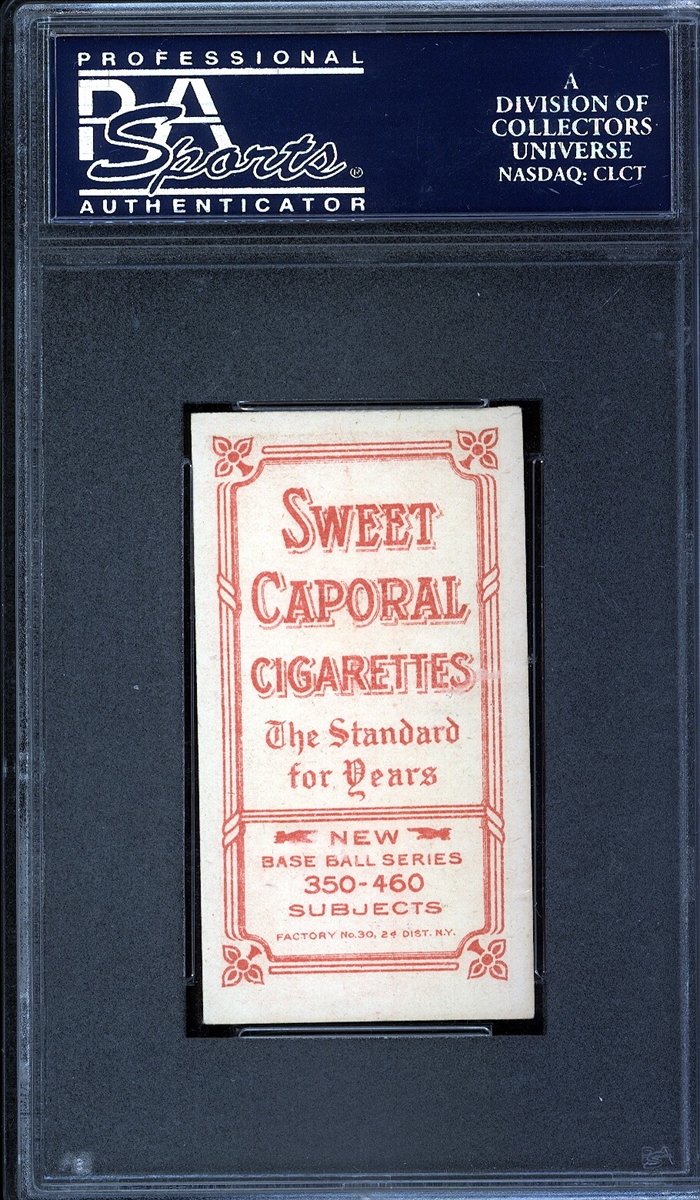 PROFESSIONAL
PSA
Sports®
AUTHENTICATOR
A
DIVISION OF
COLLECTORS
UNIVERSE
NASDAQ: CLCT
SWEET
CAPORAL
CIGARETTES
The Standard
for Years
NEW
BASE BALL SERIES
350-460
SUBJECTS
FACTORY No. 30, 2d DIST. N.Y.
PSA